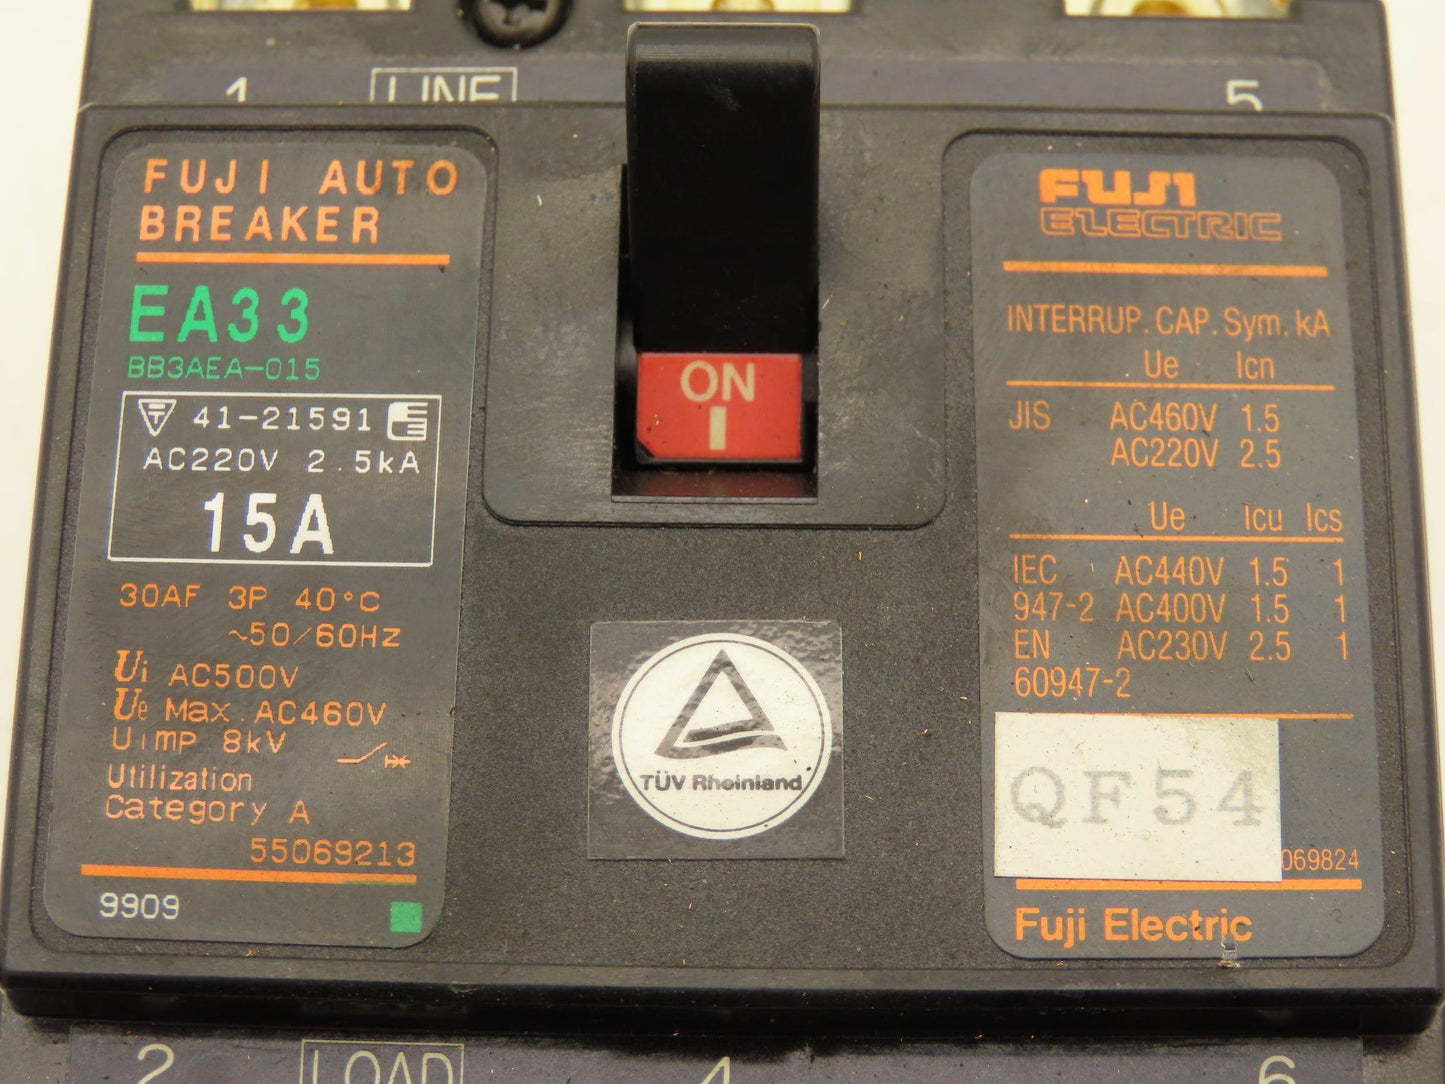 1 LINE 5
FUJI AUTO
BREAKER
EA33
BB3AEA-015
41-21591
AC220V 2.5kA
15A
30AF 3P 40°C
~50/60Hz
Ui AC500V
Ue Max. AC460V
Uimp. 8kV
Utilization
Category A
55069213
9909
ON
I
TÜV Rheinland
FUJI
ELECTRIC
INTERRUP. CAP. Sym. kA
Ue Icn
JIS AC460V 1.5
AC220V 2.5
Ue Icu Ics
IEC AC440V 1.5 1
947-2 AC400V 1.5 1
EN AC230V 2.5 1
60947-2
QF54
069824
Fuji Electric
2 LOAD 4 6